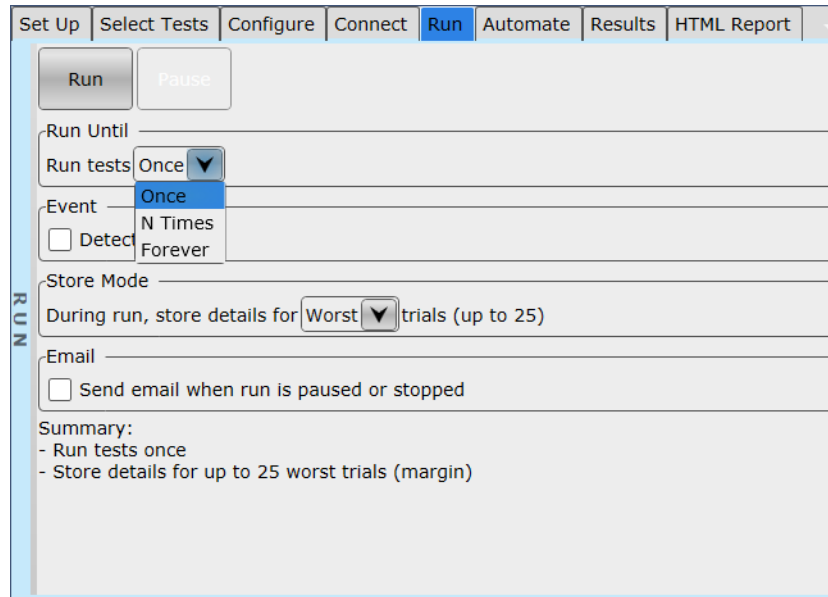 Set Up Select Tests Configure Connect Run Automate Results HTML Report
Run Pause
Run Until
Run tests Once
Once
Event
N Times
Detect
Forever
Store Mode
During run, store details for Worst trials (up to 25)
RUN
Email
Send email when run is paused or stopped
Summary:
- Run tests once
- Store details for up to 25 worst trials (margin)